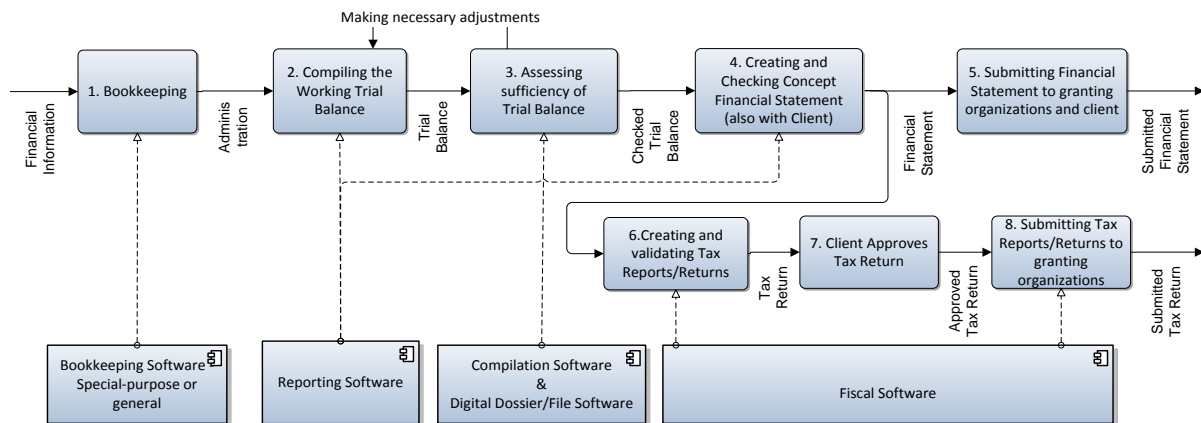 Making necessary adjustments
1. Bookkeeping
2. Compiling the
Working Trial
Balance
3. Assessing
sufficiency of
Trial Balance
4. Creating and
Checking Concept
Financial Statement
(also with Client)
5. Submitting Financial
Statement to granting
organizations and client
Financial
Information
Adminis
tration
Trial
Balance
Checked
Trial
Balance
Financial
Statement
Submitted
Financial
Statement
6.Creating and
validating Tax
Reports/Returns
7. Client Approves
Tax Return
8. Submitting Tax
Reports/Returns to
granting
organizations
Tax
Return
Approved
Tax Return
Submitted
Tax Return
Bookkeeping Software
Special-purpose or
general
Reporting Software
Compilation Software
&
Digital Dossier/File Software
Fiscal Software